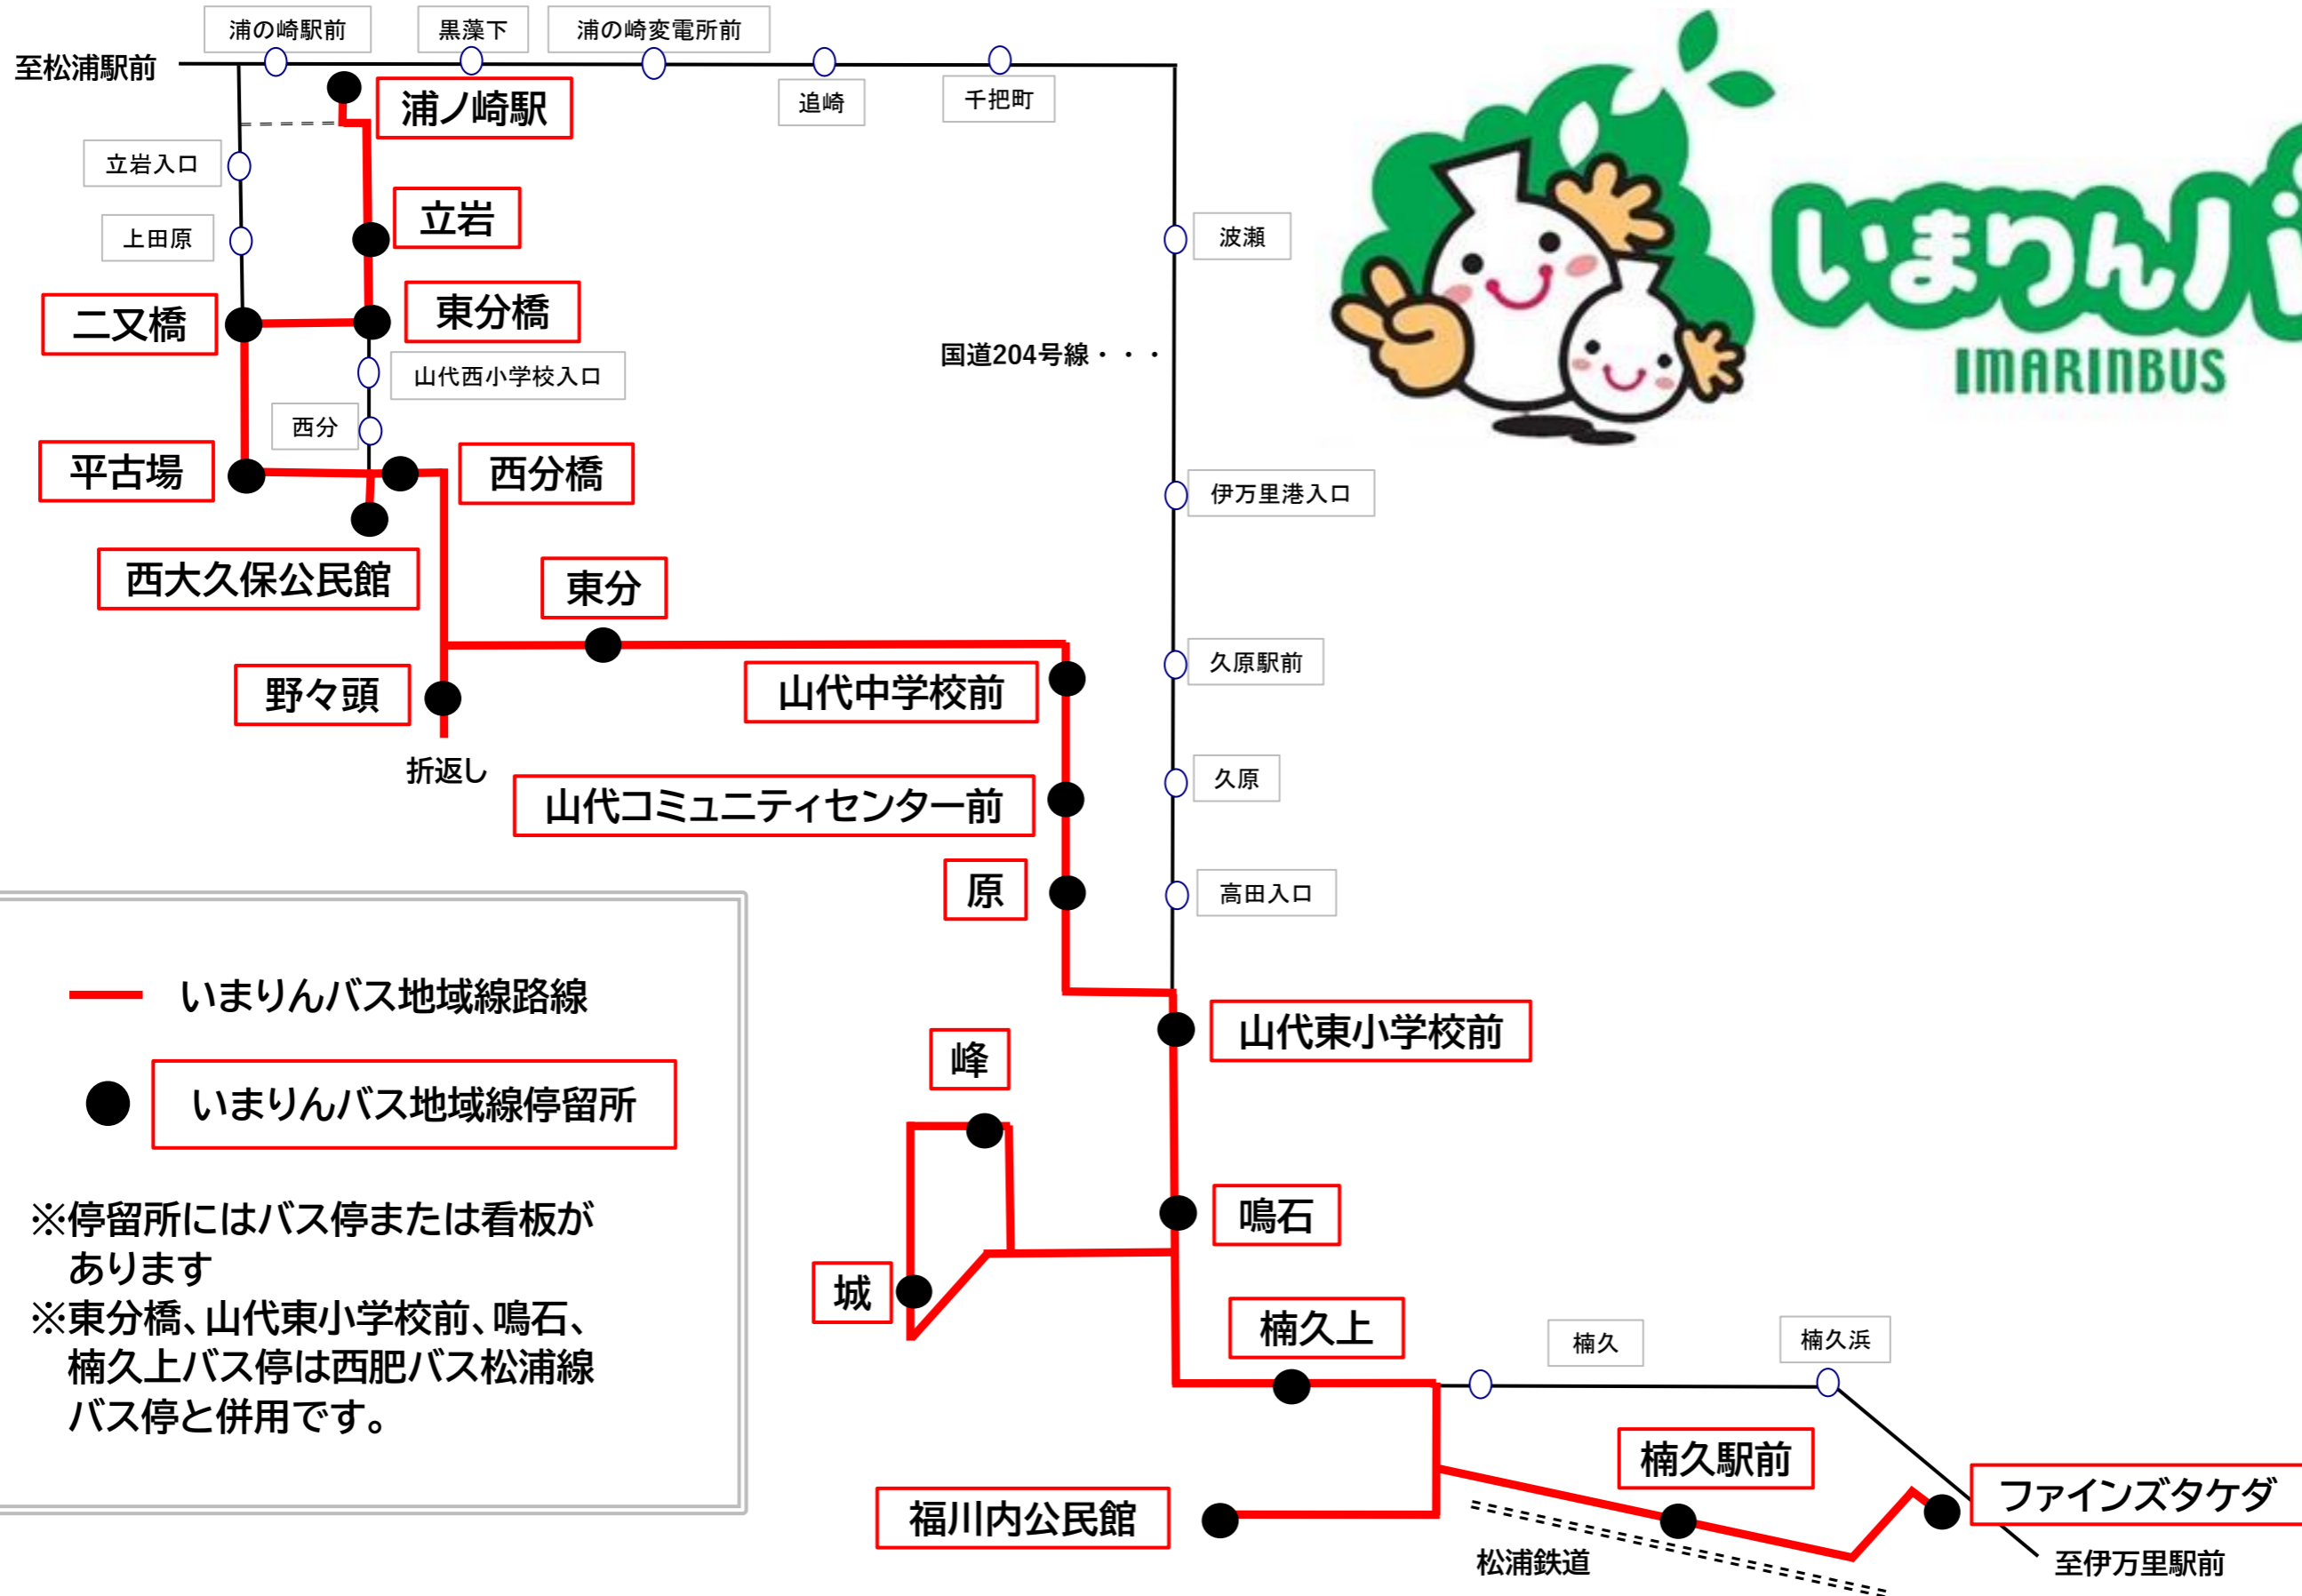 浦の崎駅前
黒藻下
浦の崎変電所前
至松浦駅前
浦ノ崎駅
追崎
千把町
立岩入口
立岩
上田原
波瀬
いまりんバ
二又橋
東分橋
国道204号線・・・
IMARINBUS
山代西小学校入口
西分
平古場
西分橋
伊万里港入口
西大久保公民館
東分
久原駅前
野々頭
山代中学校前
折返し
久原
山代コミュニティセンター前
原
高田入口
いまりんバス地域線路線
山代東小学校前
峰
いまりんバス地域線停留所
鳴石
※停留所にはバス停または看板が
あります
城
※東分橋、山代東小学校前、鳴石、
楠久上バス停は西肥バス松浦線
バス停と併用です。
楠久上
楠久
楠久浜
楠久駅前
ファインズタケダ
福川内公民館
松浦鉄道
至伊万里駅前